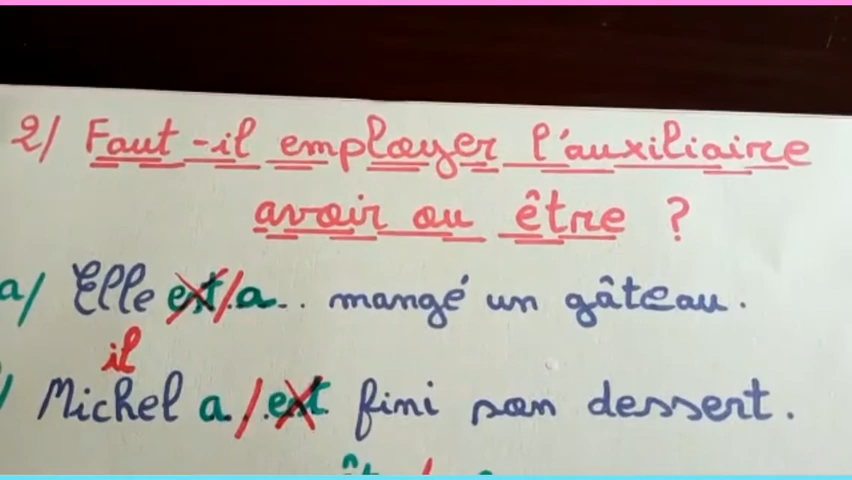 2/ Faut-il employer l'auxiliaire
avoir ou être ?
a/ Elle est/a... mangé un gâteau.
il
Michel a/est fini son dessert.